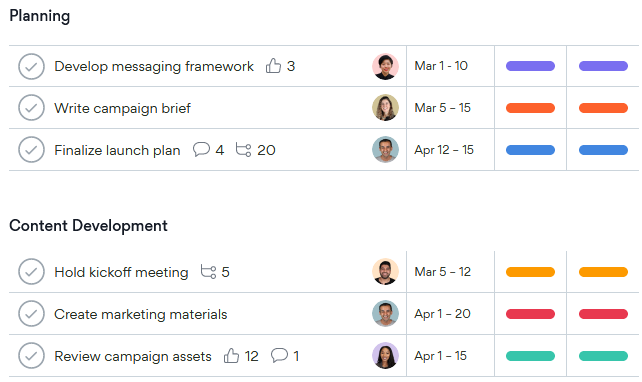 Planning
Develop messaging framework 3 Mar 1 - 10
Write campaign brief Mar 5 – 15
Finalize launch plan 4 20 Apr 12 – 15
Content Development
Hold kickoff meeting 5 Mar 5 – 12
Create marketing materials Apr 1 – 20
Review campaign assets 12 1 Apr 1 – 15